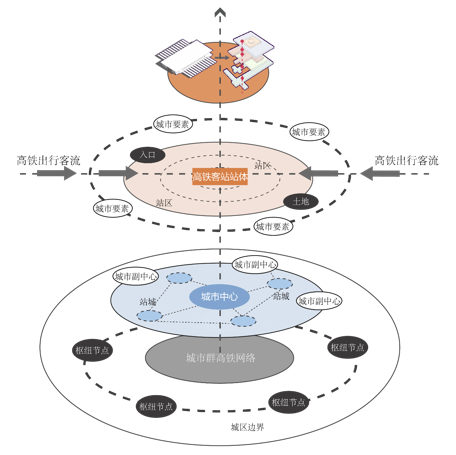 城市要素
城市要素
入口
站区
高铁出行客流
高铁出行客流
高铁客站站体
站区
土地
城市要素
城市要素
城市副中心
城市副中心
站城
城市中心
站城
城市副中心
枢纽节点
城市群高铁网络
枢纽节点
枢纽节点
枢纽节点
城区边界